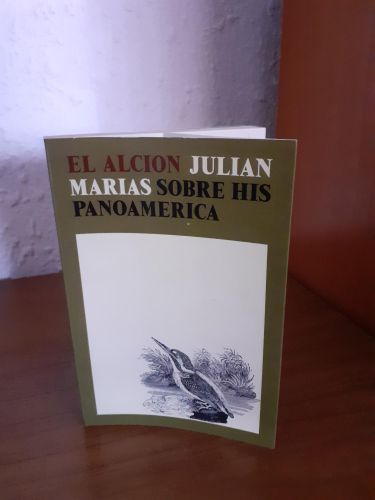 EL ALCION JULIAN
MARIAS SOBRE HIS
PANOAMERICA